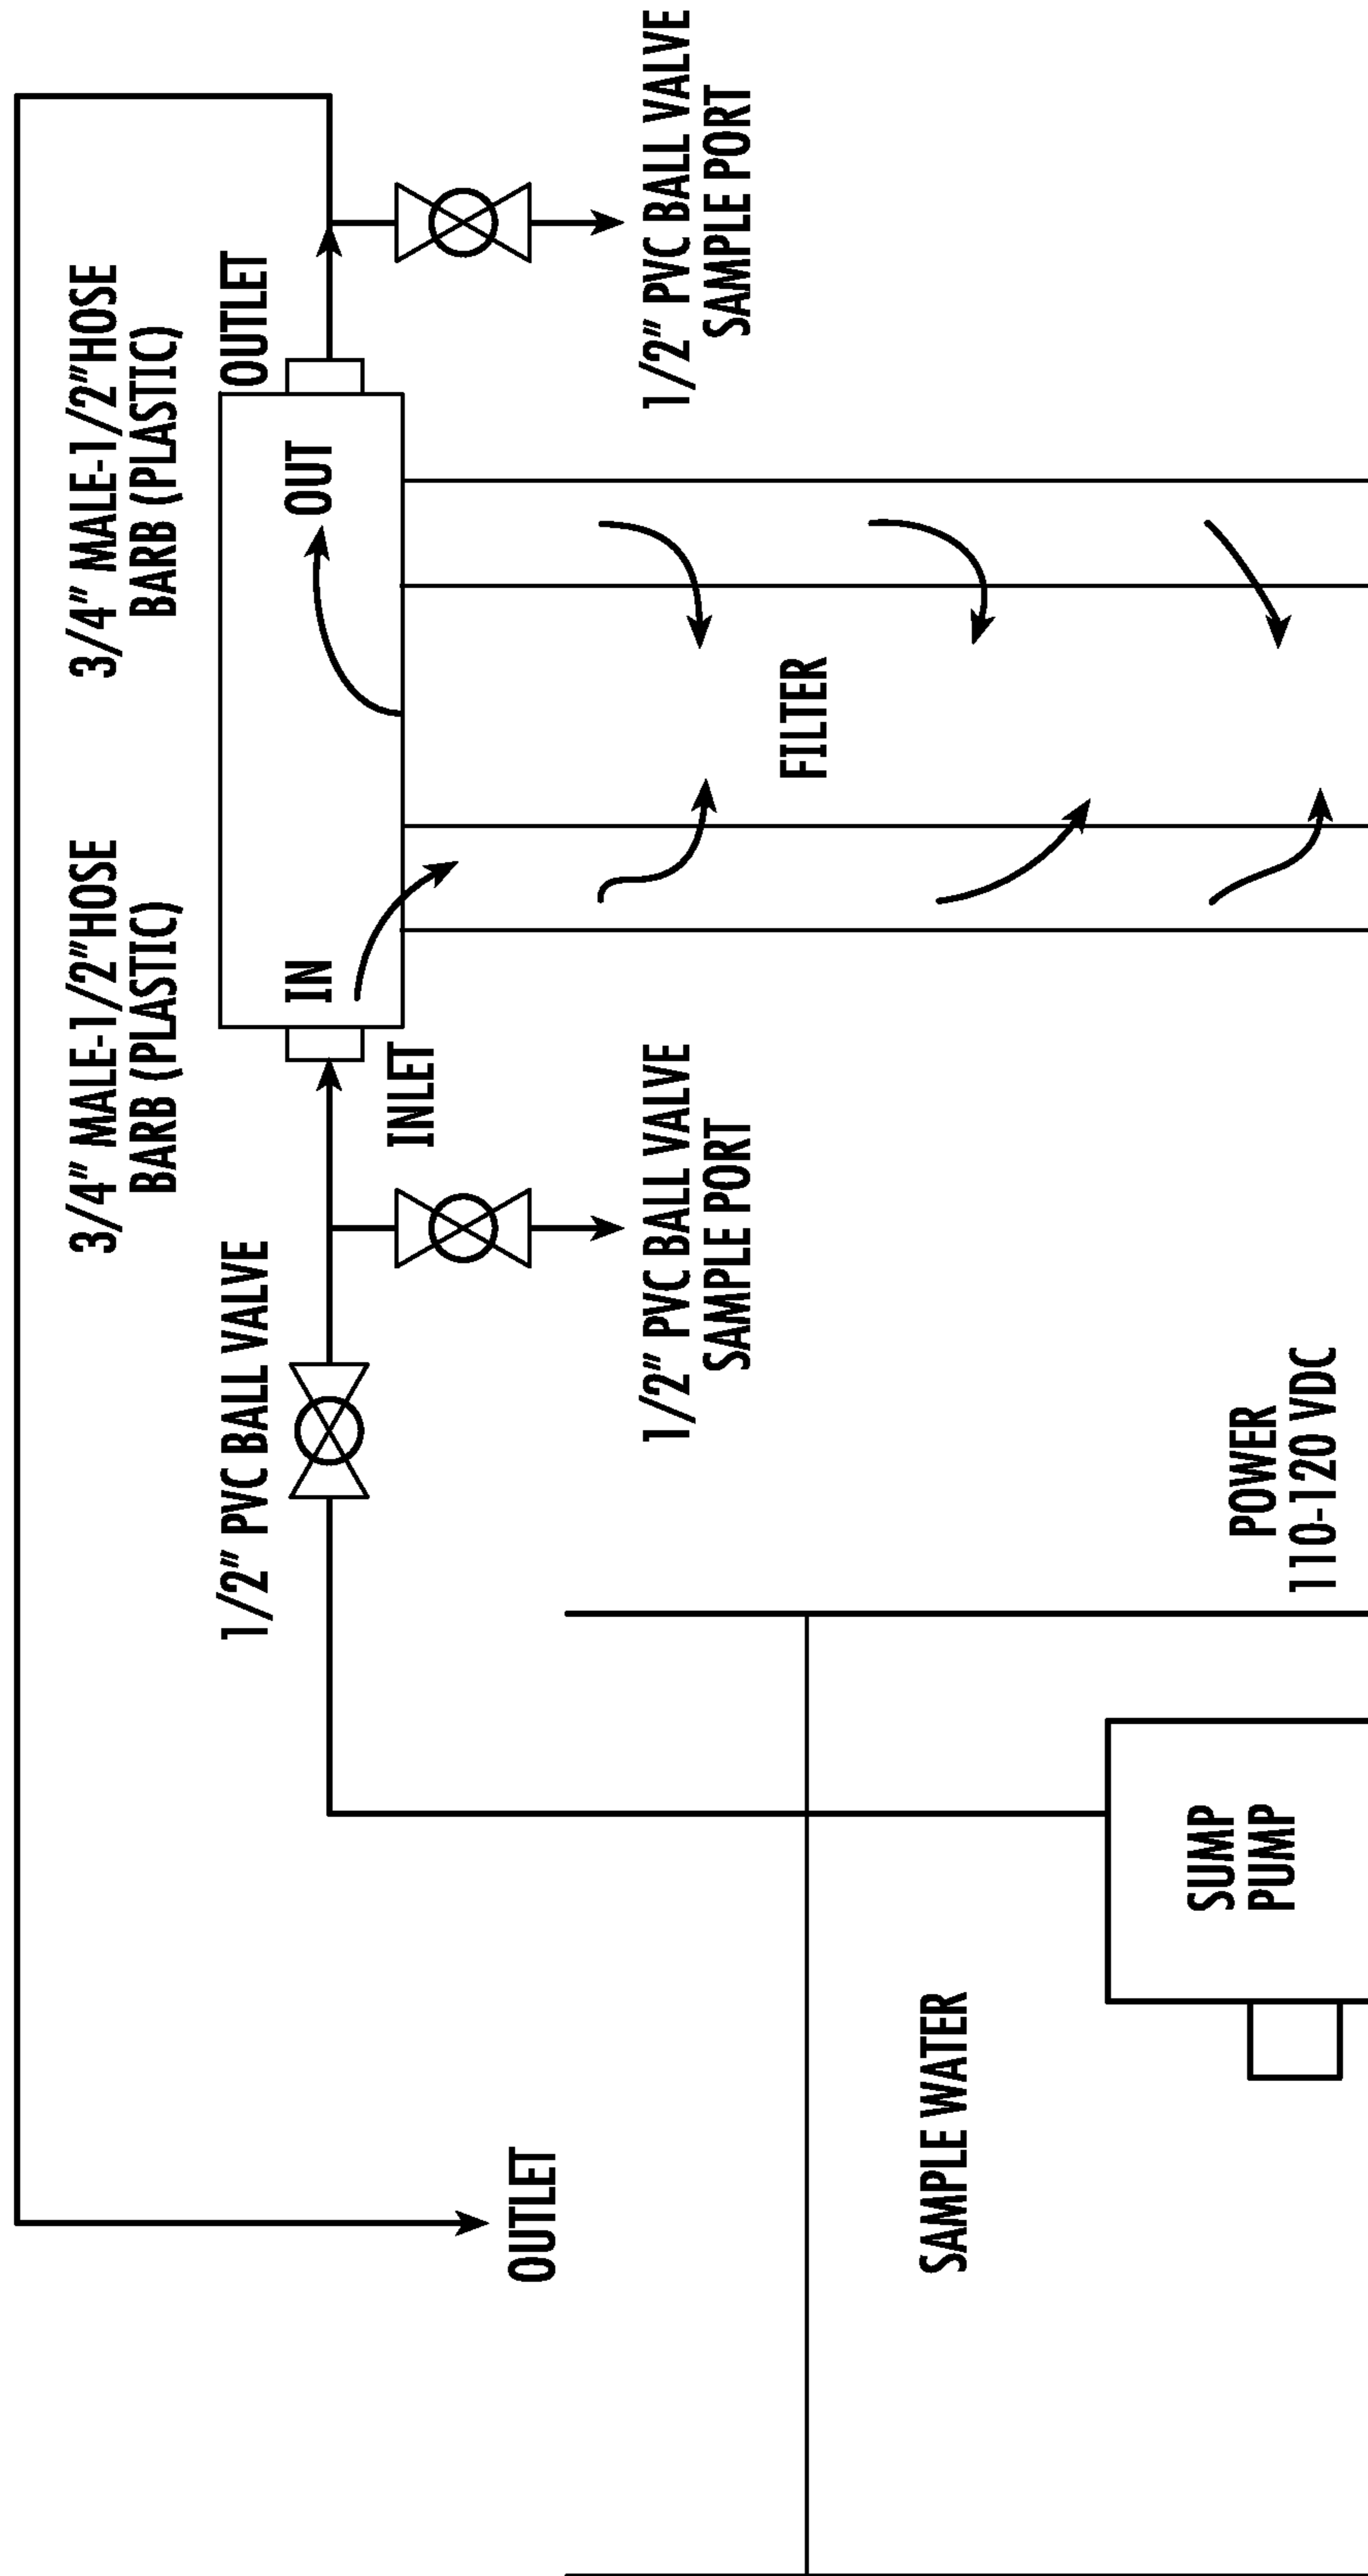 3/4" MALE-1/2"HOSE
BARB (PLASTIC)
3/4" MALE-1/2"HOSE
BARB (PLASTIC)
1/2" PVC BALL VALVE
OUTLET
IN
OUT
INLET
OUTLET
1/2" PVC BALL VALVE
SAMPLE PORT
1/2" PVC BALL VALVE
SAMPLE PORT
FILTER
SAMPLE WATER
SUMP
PUMP
POWER
110-120 VDC